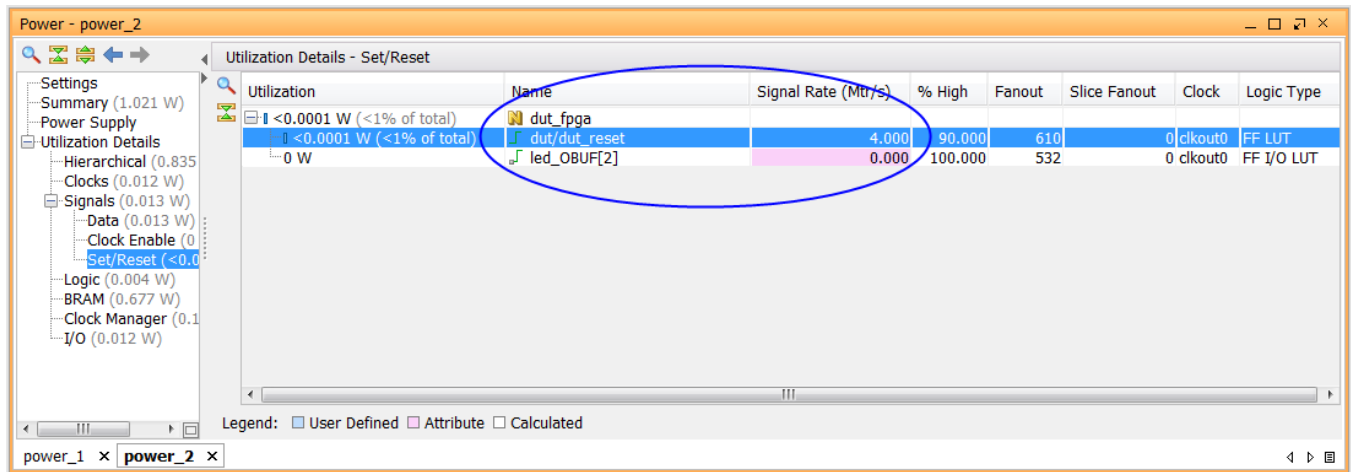 Power - power_2
Utilization Details - Set/Reset
Settings
Summary (1.021 W)
Power Supply
Utilization Details
Hierarchical (0.835
Clocks (0.012 W)
Signals (0.013 W)
Data (0.013 W)
Clock Enable (0
Set/Reset (<0.0
Logic (0.004 W)
BRAM (0.677 W)
Clock Manager (0.1
I/O (0.012 W)
Utilization Name Signal Rate (Mtr/s) % High Fanout Slice Fanout Clock Logic Type
<0.0001 W (<1% of total) dut_fpga
<0.0001 W (<1% of total) dut/dut_reset 4.000 90.000 610 0 clkout0 FF LUT
0 W led_OBUF[2] 0.000 100.000 532 0 clkout0 FF I/O LUT
Legend: User Defined Attribute Calculated
power_1 power_2